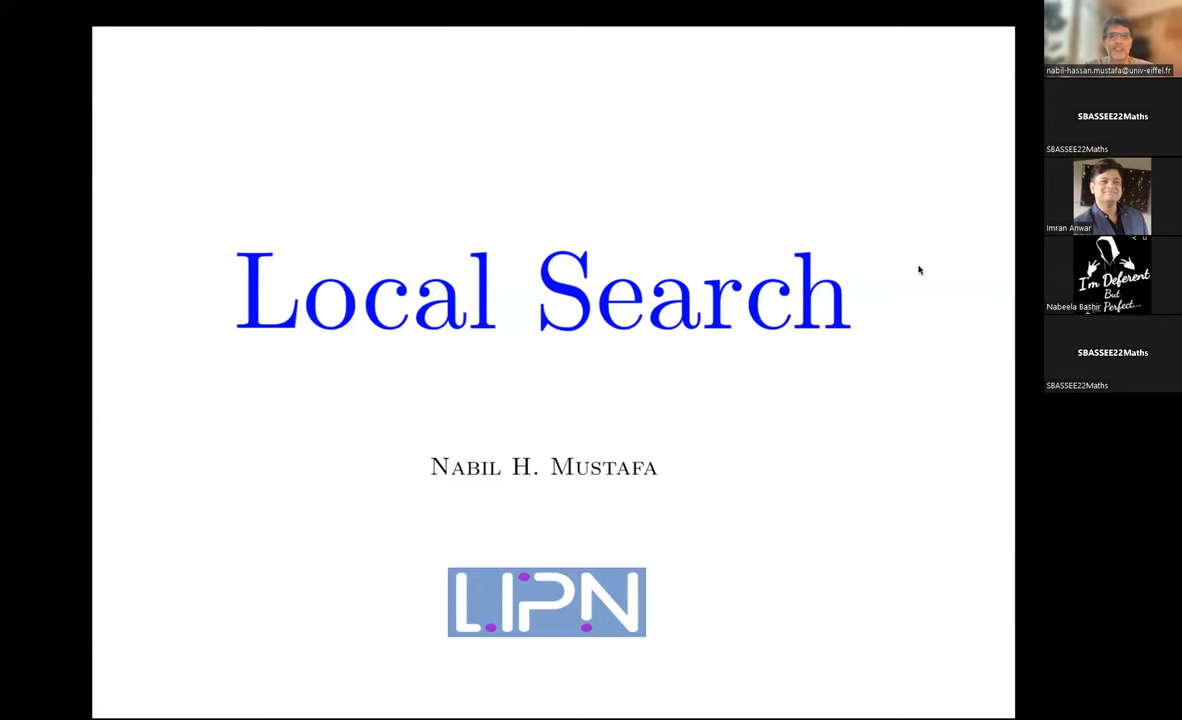 Local Search
NABIL H. MUSTAFA
LIPN
nabil-hassan.mustafa@univ-eiffel.fr
SBASSEE22Maths
SBASSEE22Maths
Imran Anwar
I'm Deferent
But
Perfect...
Nabeela Bashir
SBASSEE22Maths
SBASSEE22Maths